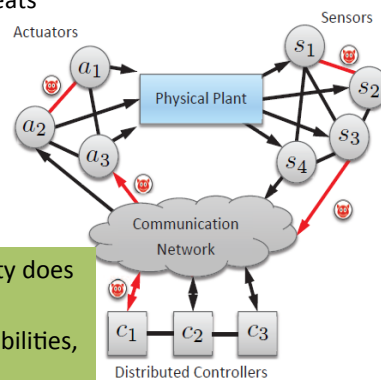 eats
Actuators
Sensors
a1
s1
Physical Plant
s2
a2
s3
a3
s4
Communication
Network
ty does
bilities,
c1
c2
c3
Distributed Controllers